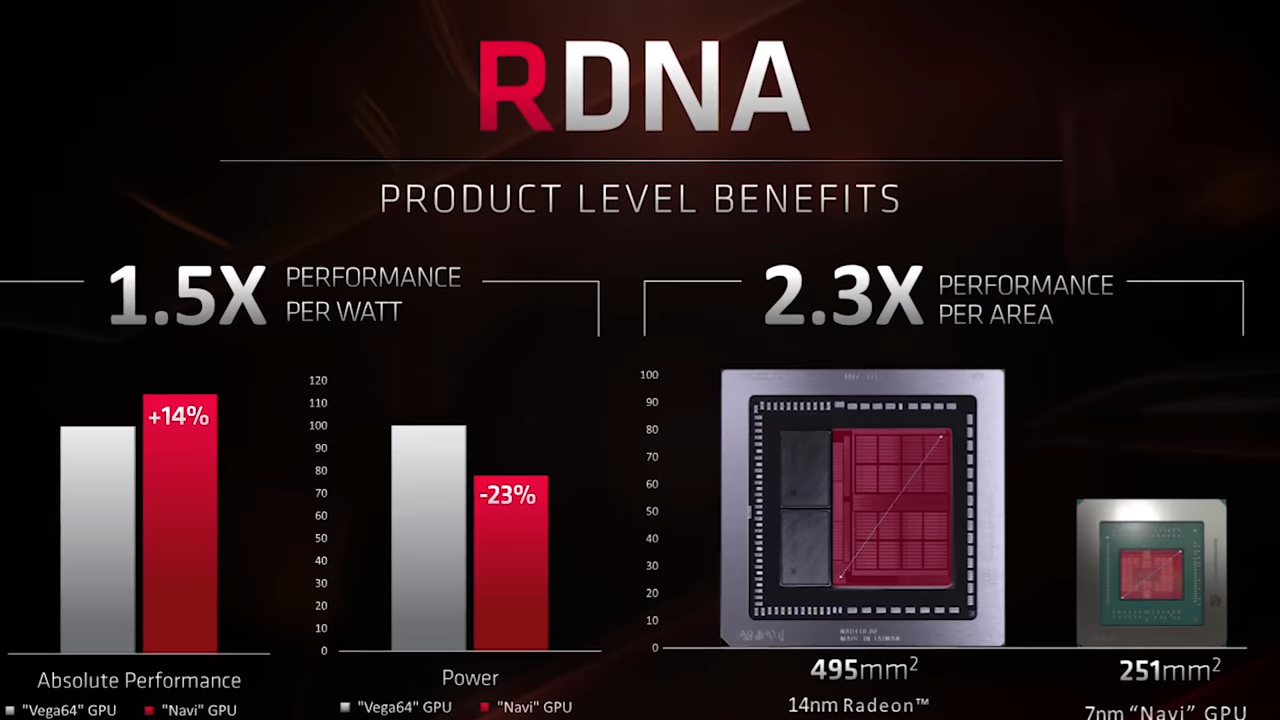 RDNA
PRODUCT LEVEL BENEFITS
1.5X PERFORMANCE
PER WATT
2.3X PERFORMANCE
PER AREA
+14%
Absolute Performance
"Vega64" GPU "Navi" GPU
120
110
100
90
80
70
60
50
40
30
20
10
0
-23%
Power
"Vega64" GPU "Navi" GPU
100
90
80
70
60
50
40
30
20
10
0
MADE IN TAIWAN
495mm²
14nm Radeon™
251mm²
7nm “Navi” GPU